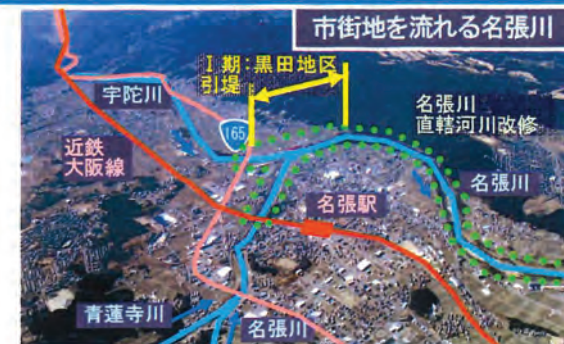 市街地を流れる名張川
I期:黒田地区
引堤
宇陀川
165
名張川
直轄河川改修
近鉄
大阪線
名張駅
名張川
青蓮寺川
名張川